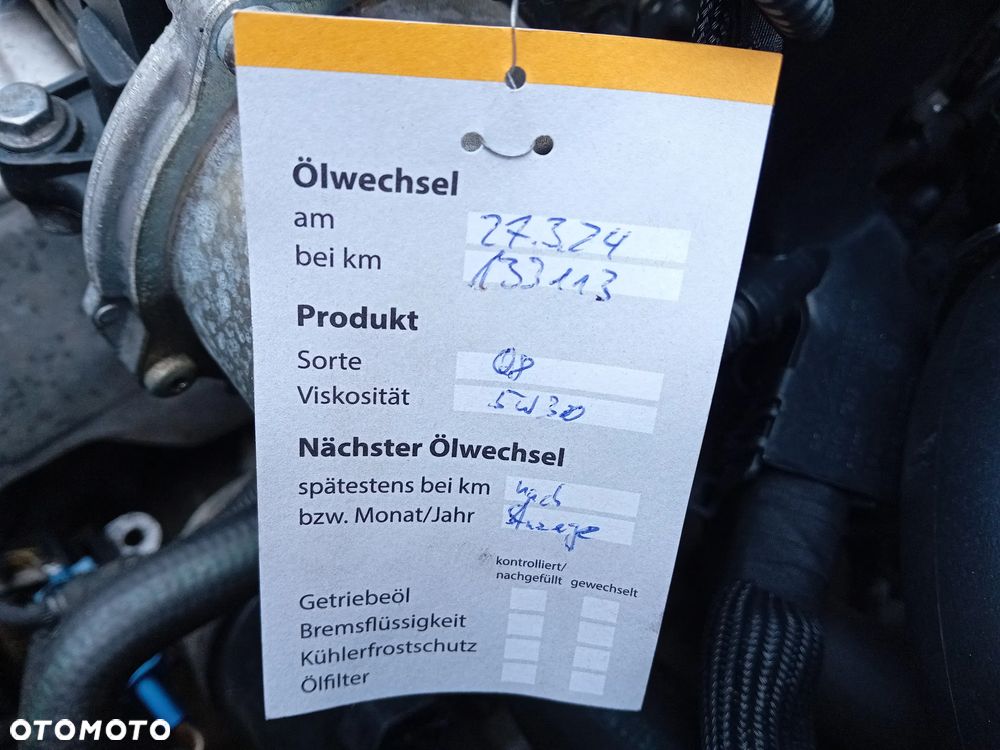 Ölwechsel
am 27.3.24
bei km 133113
Produkt
Sorte Q8
Viskosität 5W30
Nächster Ölwechsel
spätestens bei km nach
bzw. Monat/Jahr Anzeige
kontrolliert/
nachgefüllt gewechselt
Getriebeöl
Bremsflüssigkeit
Kühlerfrostschutz
Ölfilter
OTOMOTO